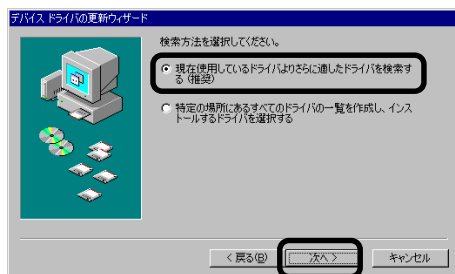 デバイス ドライバの更新ウィザード
検索方法を選択してください。
現在使用しているドライバよりさらに適したドライバを検索す
る (推奨)
特定の場所にあるすべてのドライバの一覧を作成し、インス
トールするドライバを選択する
< 戻る(B)
次へ >
キャンセル